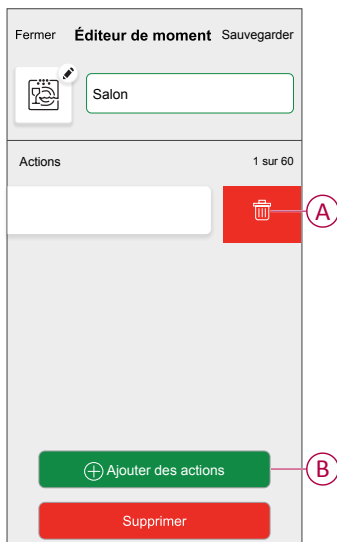 Fermer Éditeur de moment Sauvegarder
Salon
Actions 1 sur 60
A
Ajouter des actions B
Supprimer